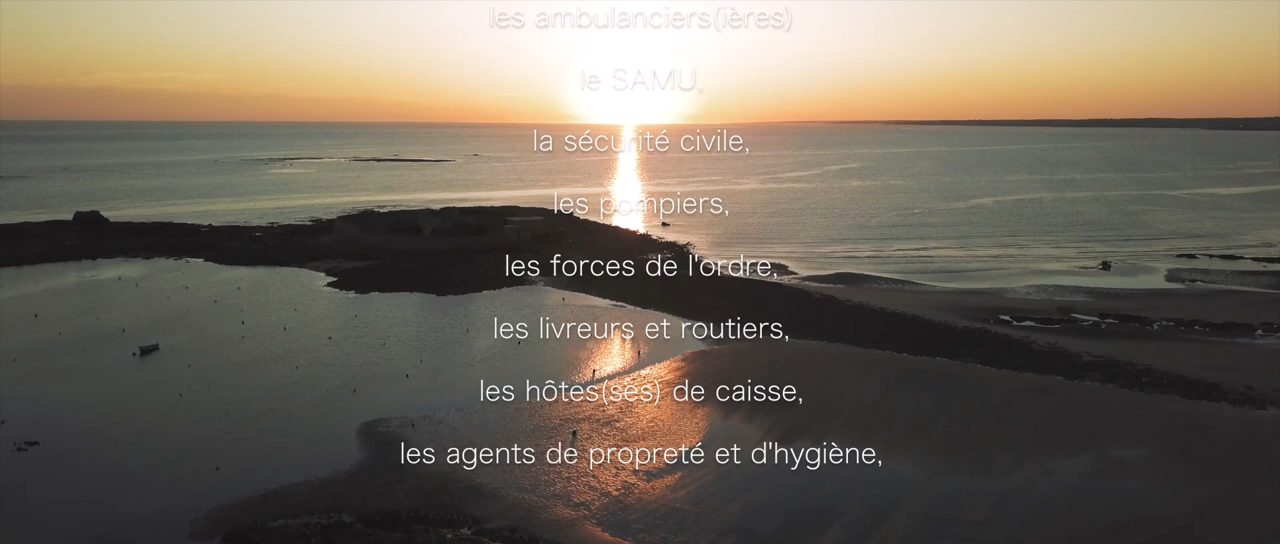 les ambulanciers(ières)
le SAMU,
la sécurité civile,
les pompiers,
les forces de l'ordre,
les livreurs et routiers,
les hôtes(ses) de caisse,
les agents de propreté et d'hygiène,